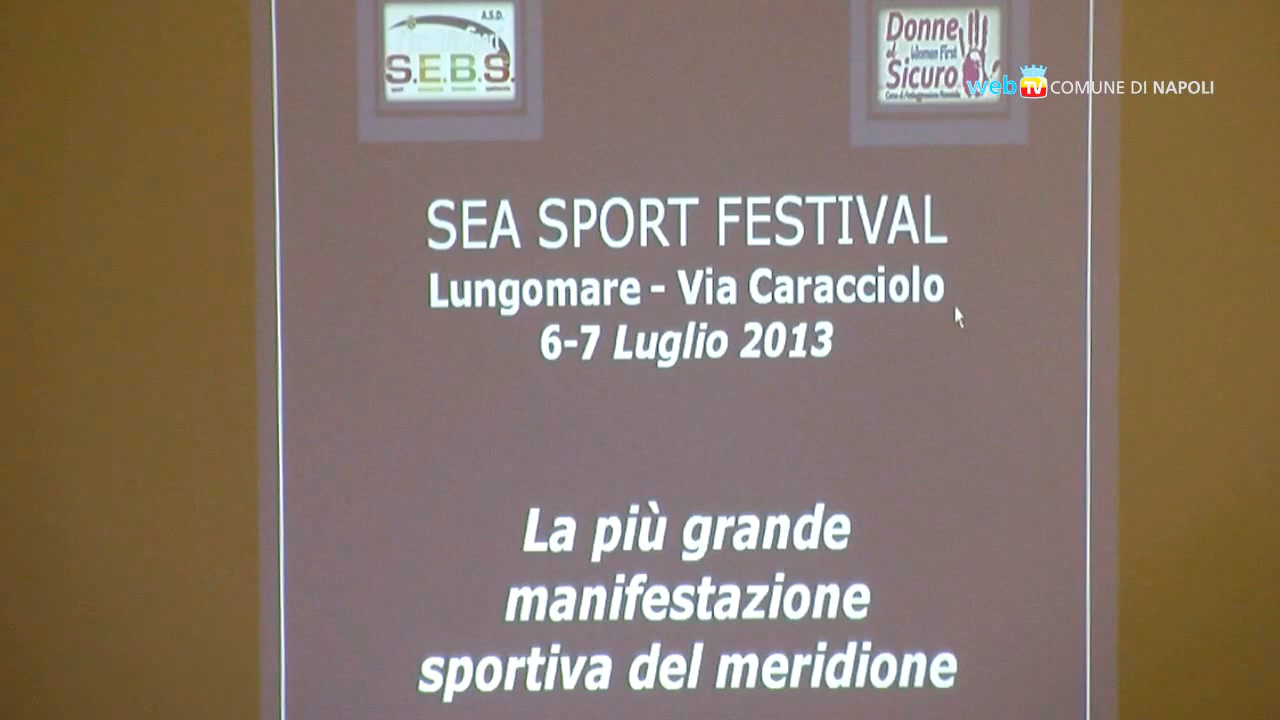 A.S.D.
S.E.B.S.
Donne
al
Women First
Sicuro
web TV COMUNE DI NAPOLI
SEA SPORT FESTIVAL
Lungomare - Via Caracciolo
6-7 Luglio 2013
La più grande
manifestazione
sportiva del meridione